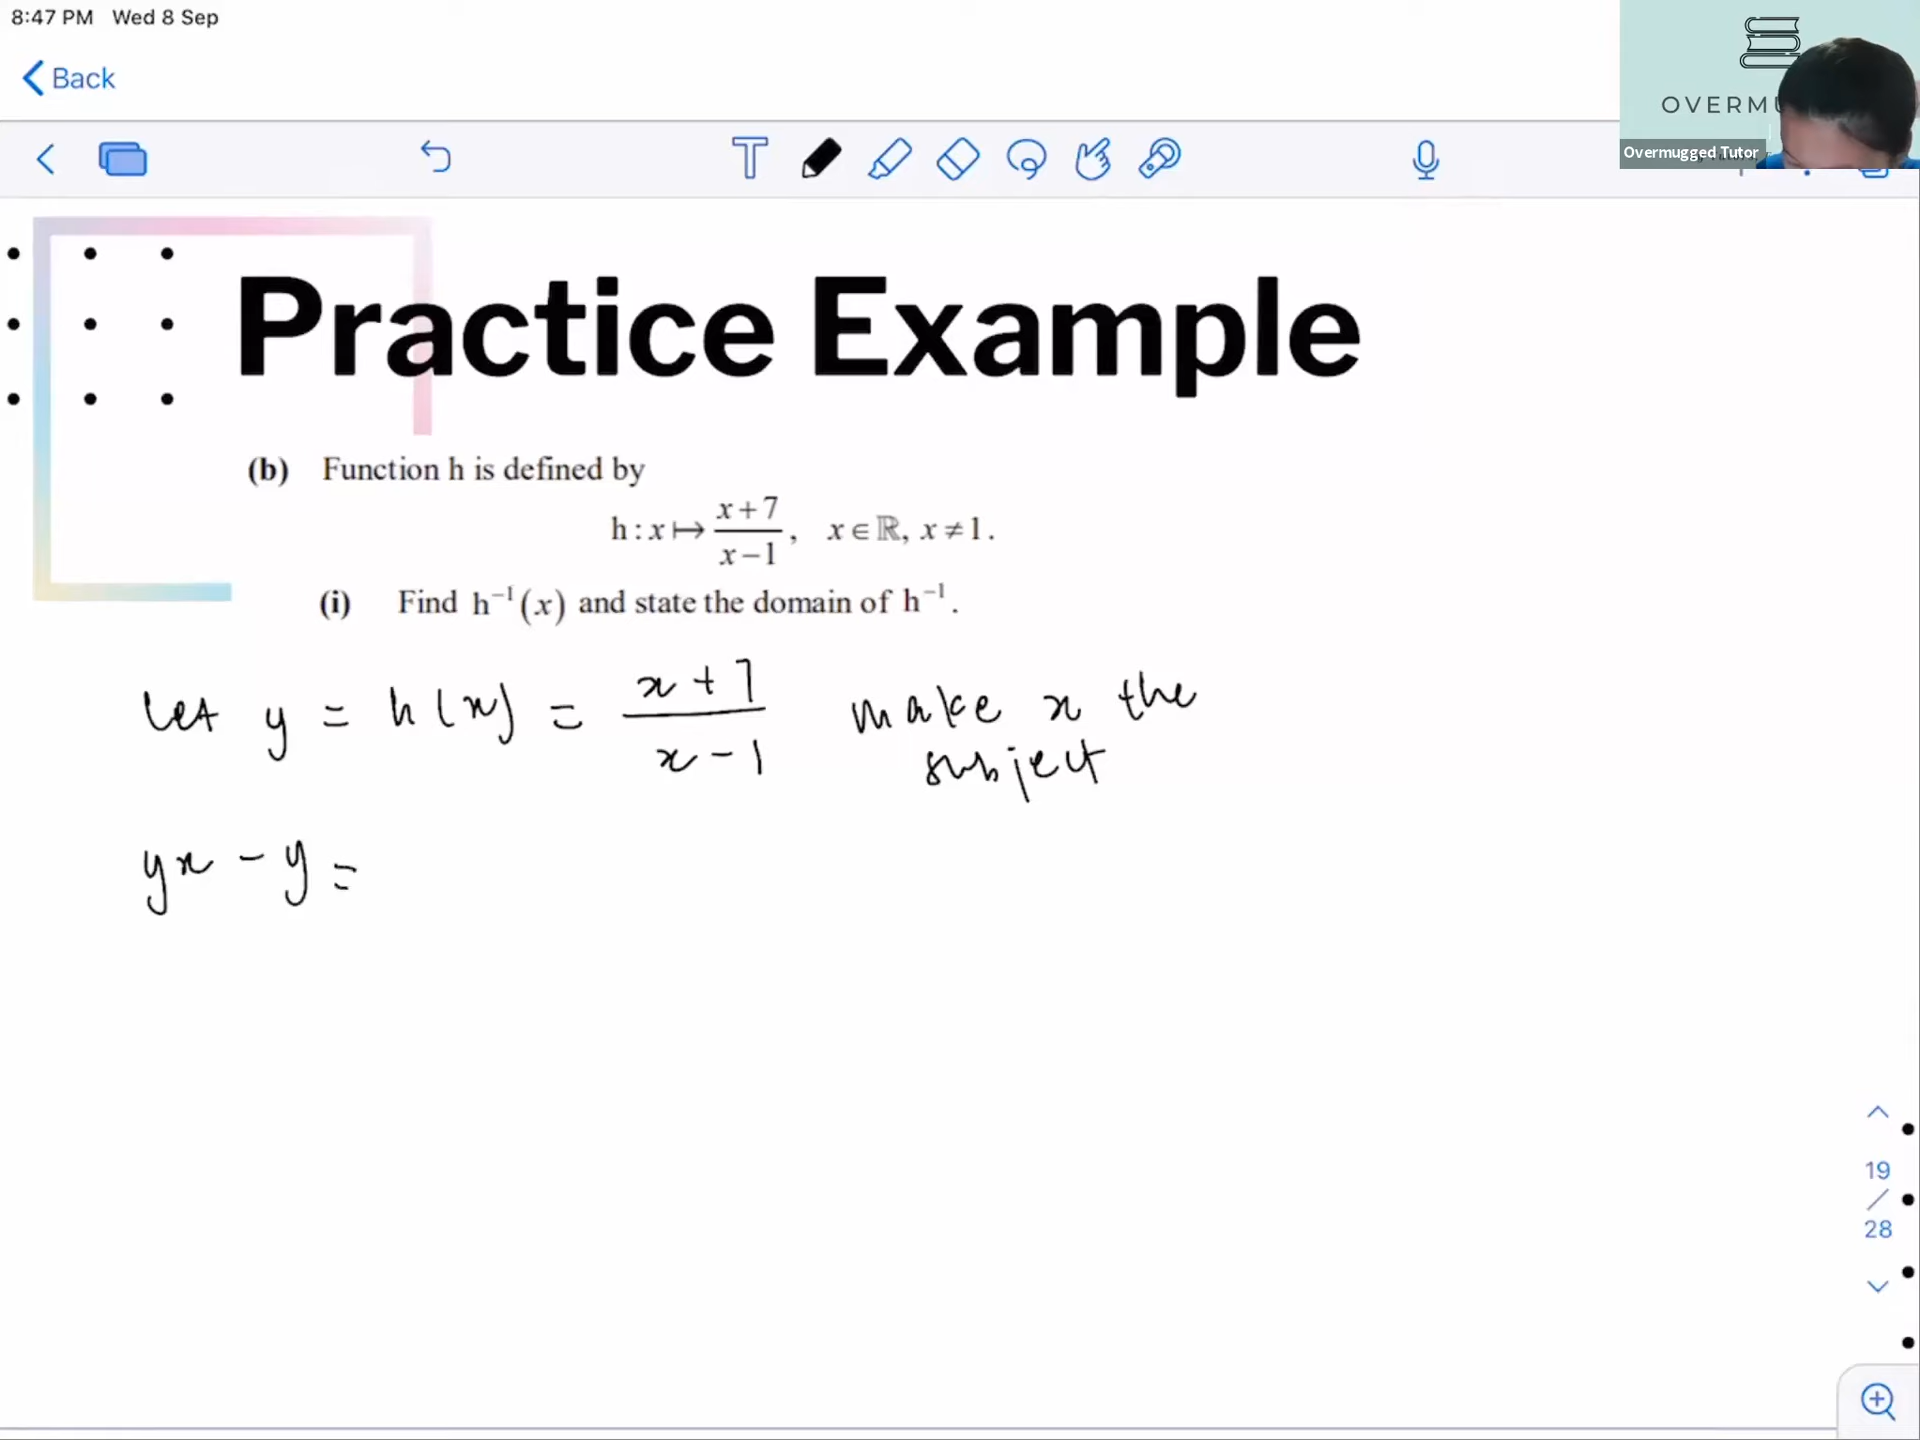 8:47 PM Wed 8 Sep
Back
OVERM
Overmugged Tutor
Practice Example
(b) Function h is defined by
h : x ↦ (x+7)/(x−1), x ∈ ℝ, x ≠ 1.
(i) Find h⁻¹(x) and state the domain of h⁻¹.
let y = h(x) = (x+7)/(x−1) make x the
subject
yx − y =
19
/
28